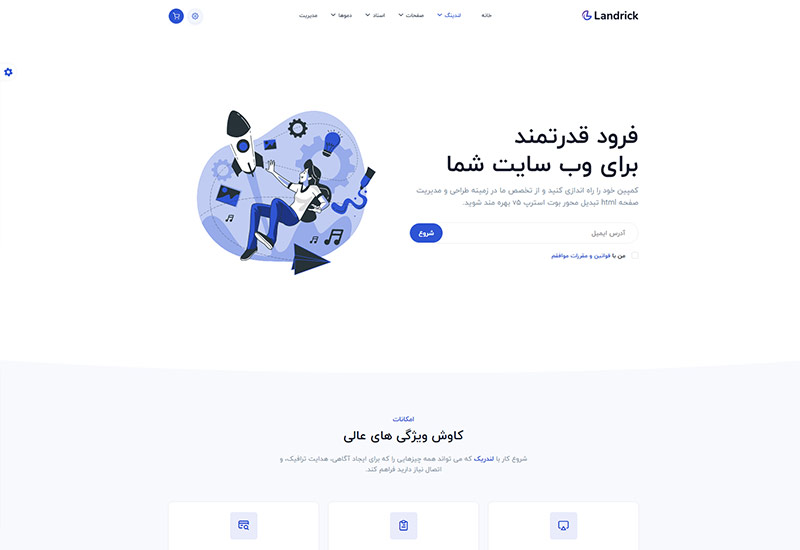 Landrick
خانه
لندینگ
صفحات
اسناد
دموها
مدیریت
فرود قدرتمند
برای وب سایت شما
کمپین خود را راه اندازی کنید و از تخصص ما در زمینه طراحی و مدیریت
صفحه html تبدیل محور بوت استرپ v5 بهره مند شوید.
آدرس ایمیل
شروع
من با قوانین و مقررات موافقم
امکانات
کاوش ویژگی های عالی
شروع کار با لندریک که می تواند همه چیزهایی را که برای ایجاد آگاهی، هدایت ترافیک، و
اتصال نیاز دارید فراهم کند.